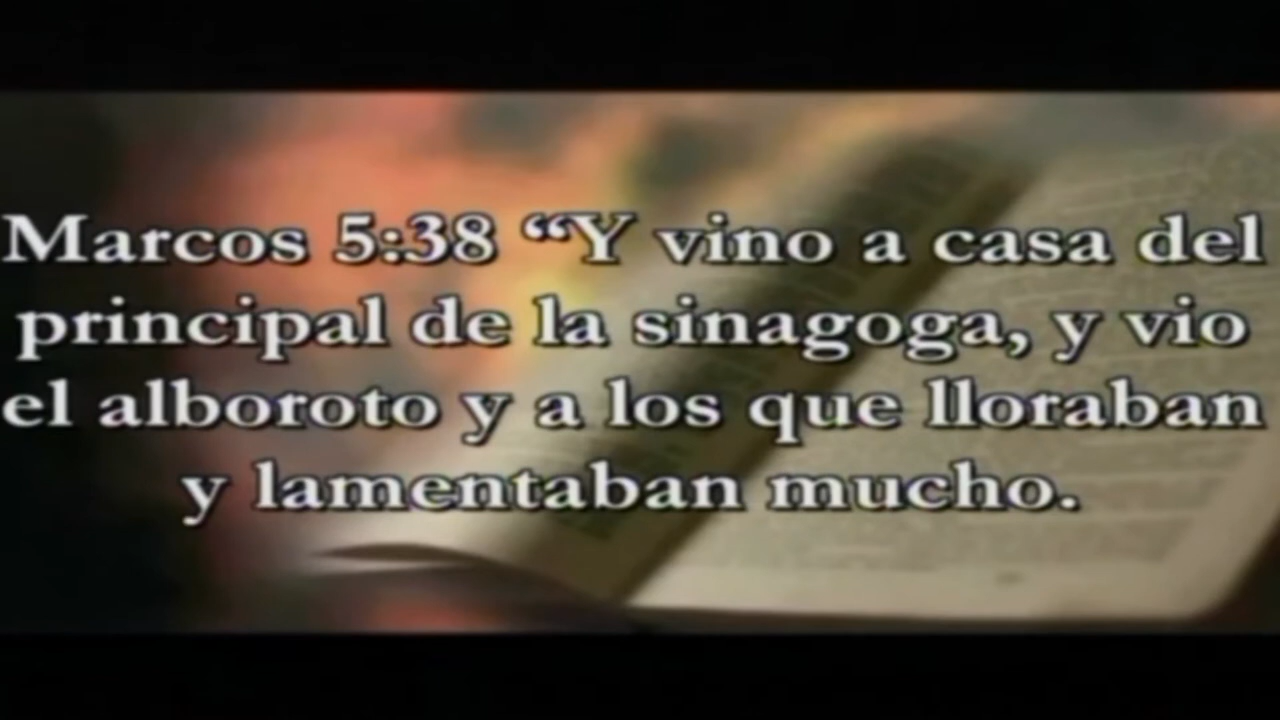 Marcos 5:38 “Y vino a casa del
principal de la sinagoga, y vio
el alboroto y a los que lloraban
y lamentaban mucho.